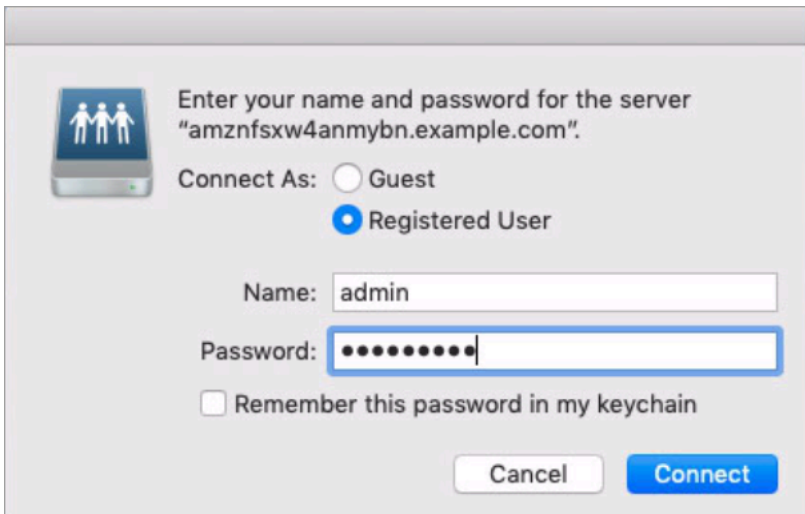 Enter your name and password for the server
“amznfsxw4anmybn.example.com”.
Connect As: Guest
Registered User
Name: admin
Password: •••••••••
Remember this password in my keychain
Cancel Connect